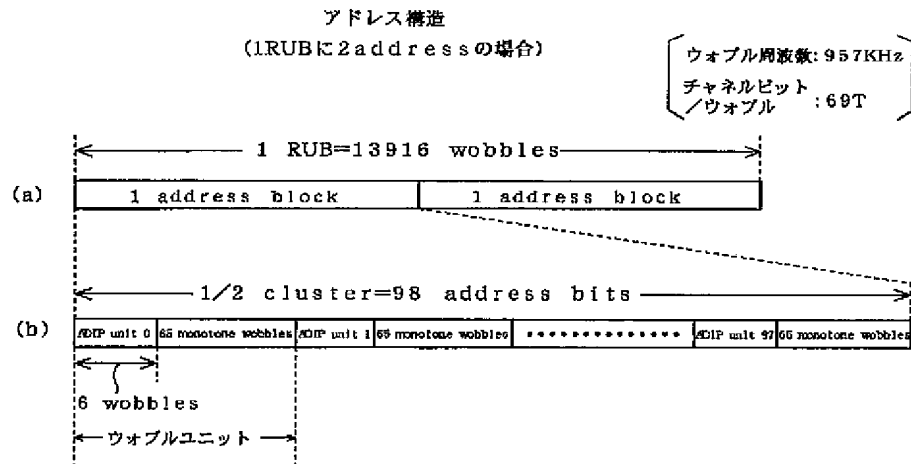 アドレス構造
(1RUBに2addressの場合)
ウォブル周波数:957KHz
チャネルビット
/ウォブル :69T
1 RUB=13916 wobbles
(a)
1 address block 1 address block
1/2 cluster=98 address bits
(b)
ADIP unit 0 65 monotone wobbles ADIP unit 1 65 monotone wobbles •••••••••••••• ADIP unit 97 65 monotone wobbles
6 wobbles
ウォブルユニット